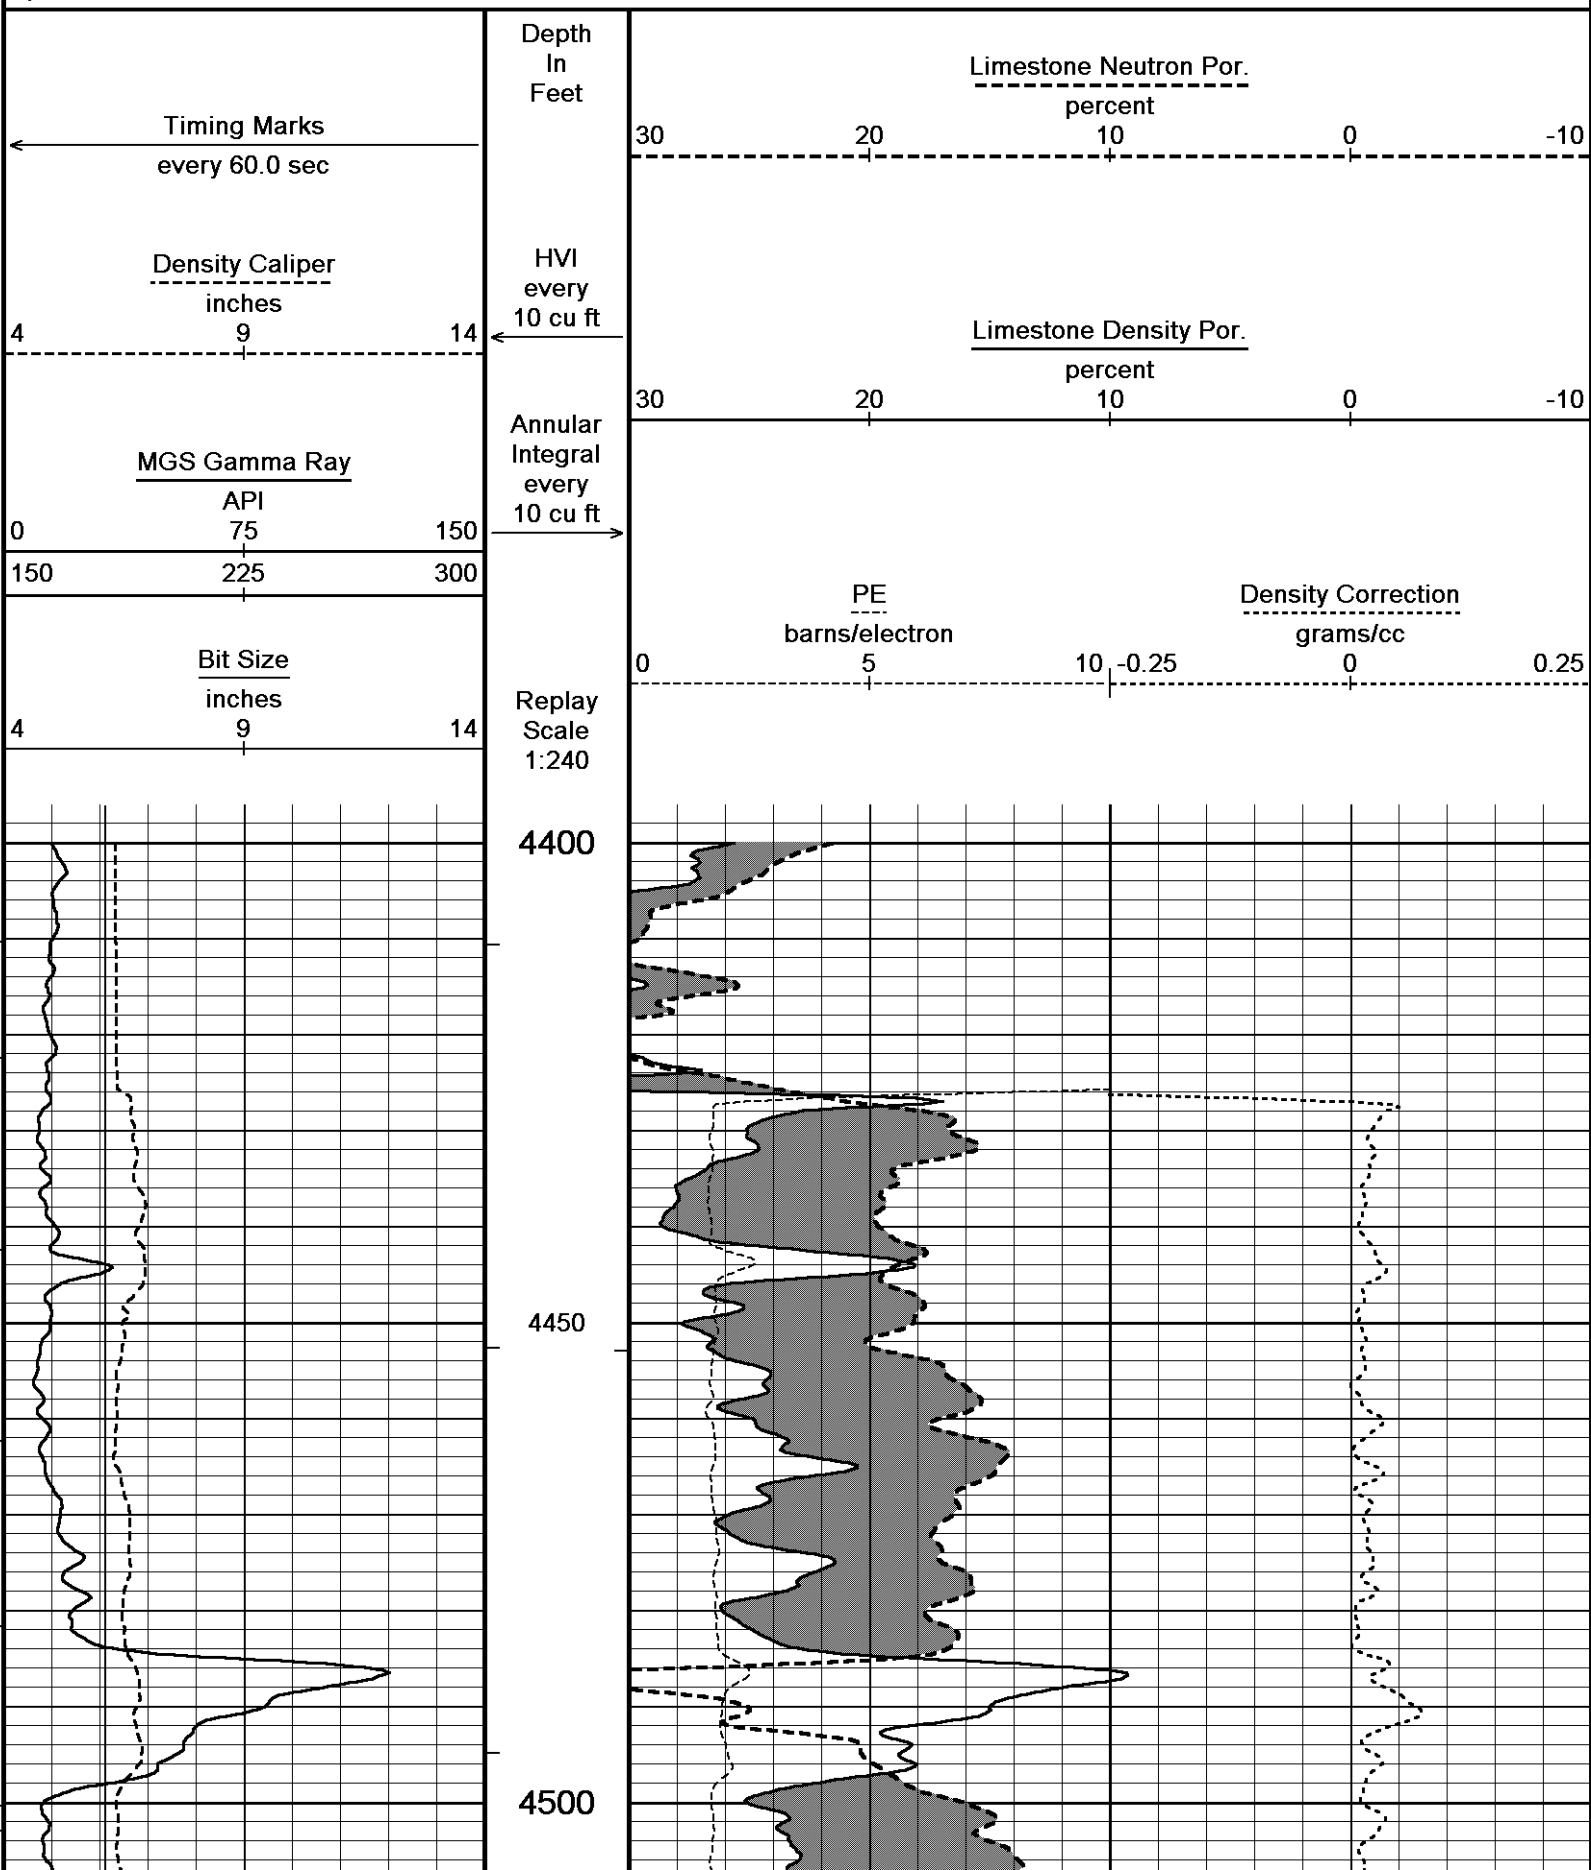 Timing Marks
every 60.0 sec
Density Caliper
inches
4 9 14
MGS Gamma Ray
API
0 75 150
150 225 300
Bit Size
inches
4 9 14
Depth
In
Feet
HVI
every
10 cu ft
Annular
Integral
every
10 cu ft
Replay
Scale
1:240
Limestone Neutron Por.
percent
30 20 10 0 -10
Limestone Density Por.
percent
30 20 10 0 -10
PE
barns/electron
0 5 10
Density Correction
grams/cc
-0.25 0 0.25
4400
4450
4500